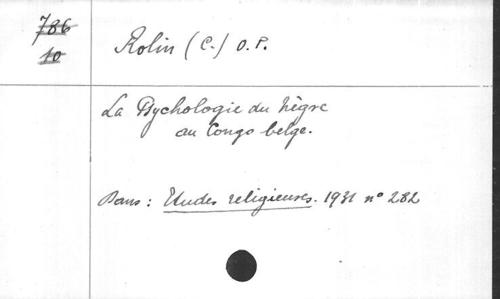 786
10
Rolin (C.) O.P.
La Psychologie du Nègre
au Congo belge.
Dans : Etudes religieuses. 1931 n° 282